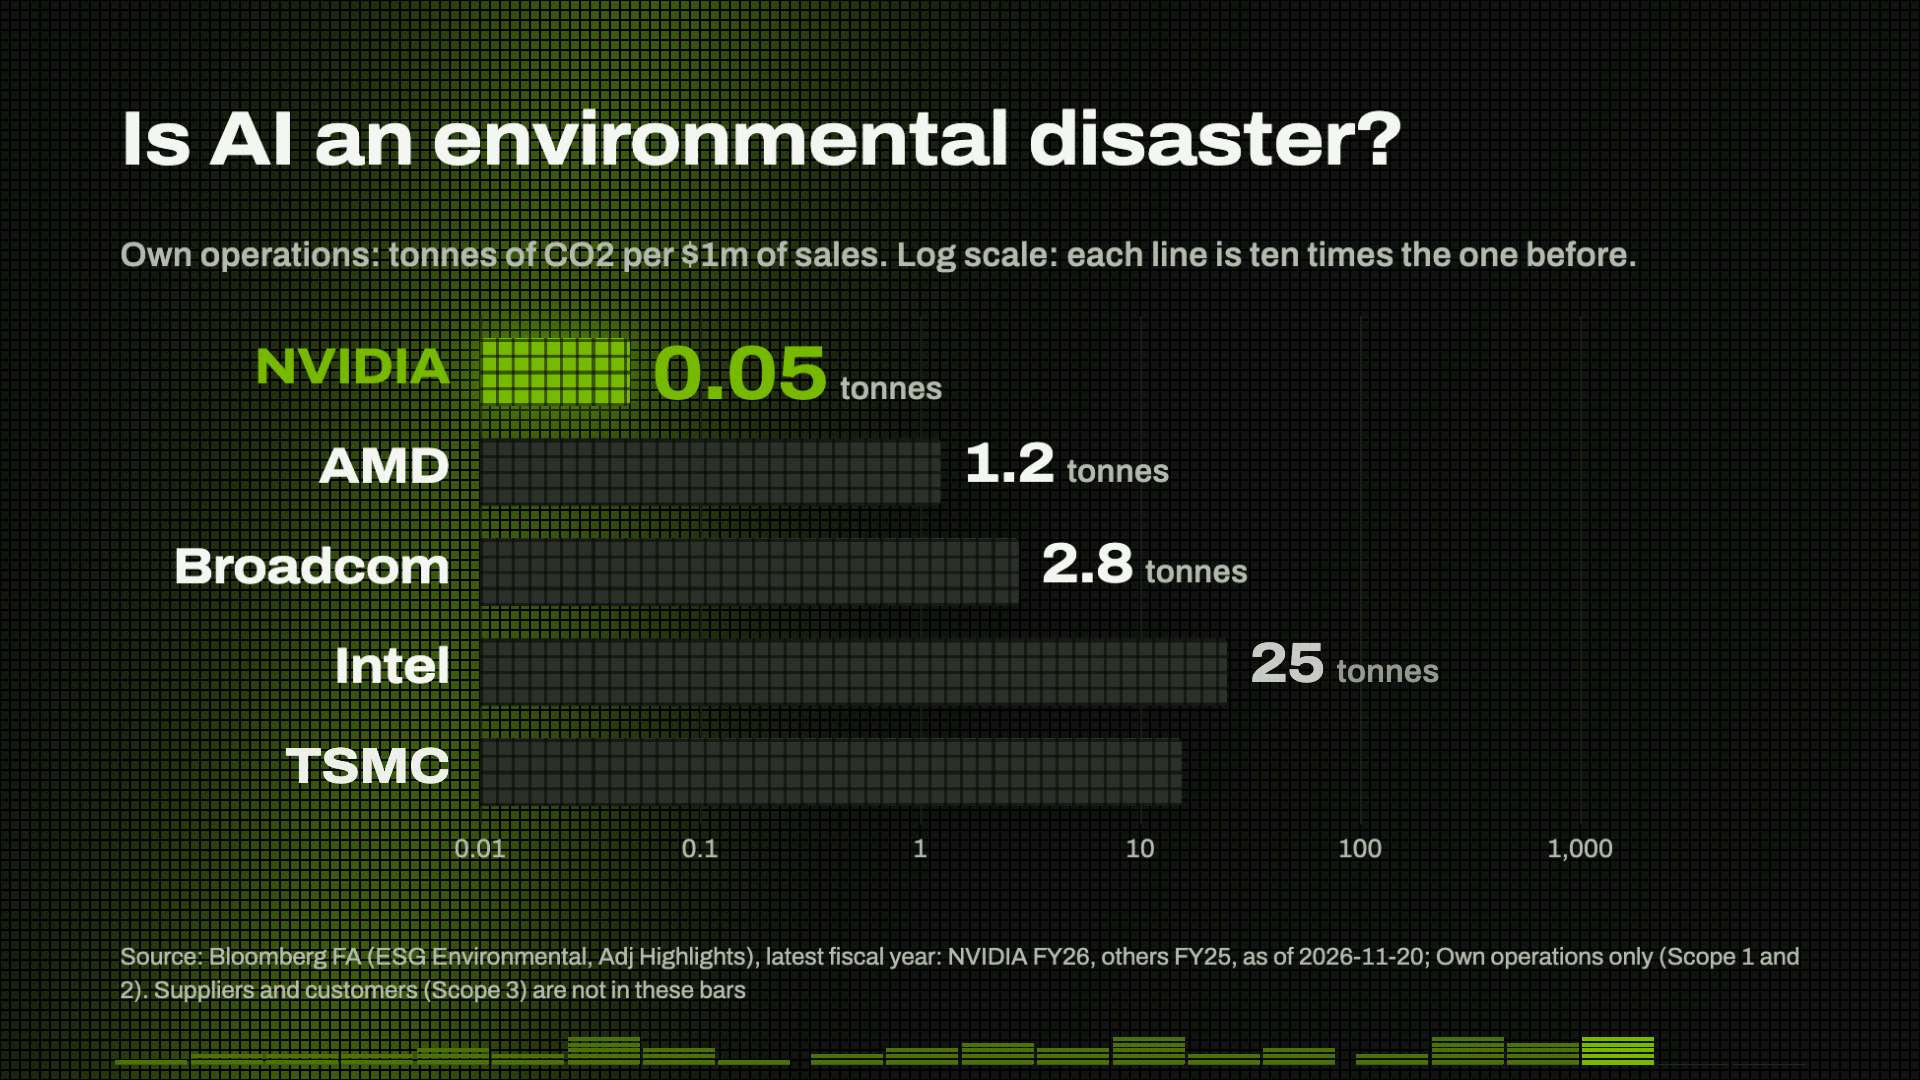 Is AI an environmental disaster?
Own operations: tonnes of CO2 per $1m of sales. Log scale: each line is ten times the one before.
NVIDIA 0.05 tonnes
AMD 1.2 tonnes
Broadcom 2.8 tonnes
Intel 25 tonnes
TSMC
0.01 0.1 1 10 100 1,000
Source: Bloomberg FA (ESG Environmental, Adj Highlights), latest fiscal year: NVIDIA FY26, others FY25, as of 2026-11-20; Own operations only (Scope 1 and
2). Suppliers and customers (Scope 3) are not in these bars